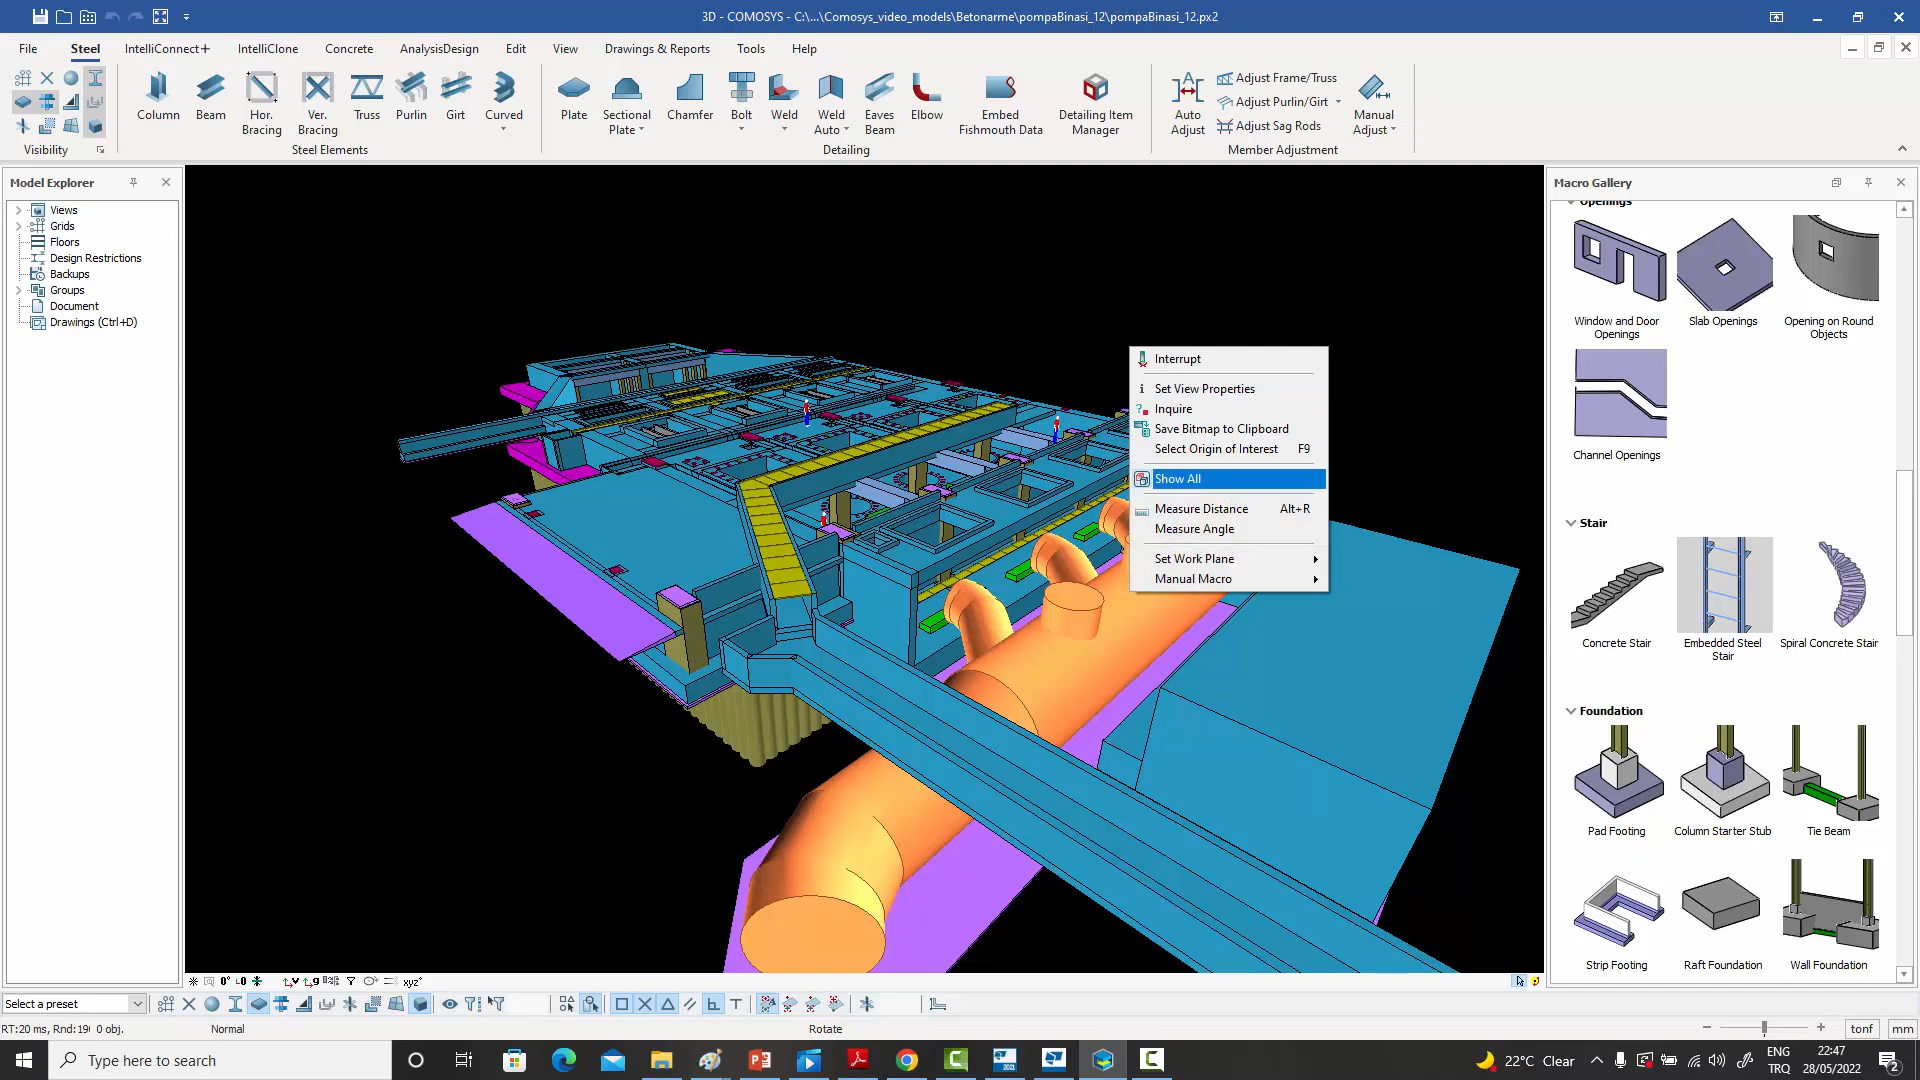 3D - COMOSYS - C:\...\Comosys_video_models\Betonarme\pompaBinasi_12\pompaBinasi_12.px2
File
Steel
IntelliConnect+
IntelliClone
Concrete
AnalysisDesign
Edit
View
Drawings & Reports
Tools
Help
Column
Beam
Hor.
Bracing
Ver.
Bracing
Truss
Purlin
Girt
Curved
Plate
Sectional
Plate
Chamfer
Bolt
Weld
Weld
Auto
Eaves
Beam
Elbow
Embed
Fishmouth Data
Detailing Item
Manager
Auto
Adjust
Adjust Frame/Truss
Adjust Purlin/Girt
Adjust Sag Rods
Manual
Adjust
Visibility
Steel Elements
Detailing
Member Adjustment
Model Explorer
Views
Grids
Floors
Design Restrictions
Backups
Groups
Document
Drawings (Ctrl+D)
Interrupt
Set View Properties
Inquire
Save Bitmap to Clipboard
Select Origin of Interest F9
Show All
Measure Distance Alt+R
Measure Angle
Set Work Plane
Manual Macro
Macro Gallery
Openings
Window and Door
Openings
Slab Openings
Opening on Round
Objects
Channel Openings
Stair
Concrete Stair
Embedded Steel
Stair
Spiral Concrete Stair
Foundation
Pad Footing
Column Starter Stub
Tie Beam
Strip Footing
Raft Foundation
Wall Foundation
xyz
Select a preset
RT:20 ms, Rnd:19 0 obj.
Normal
Rotate
tonf
mm
Type here to search
22°C Clear
ENG
TRQ
22:47
28/05/2022
2